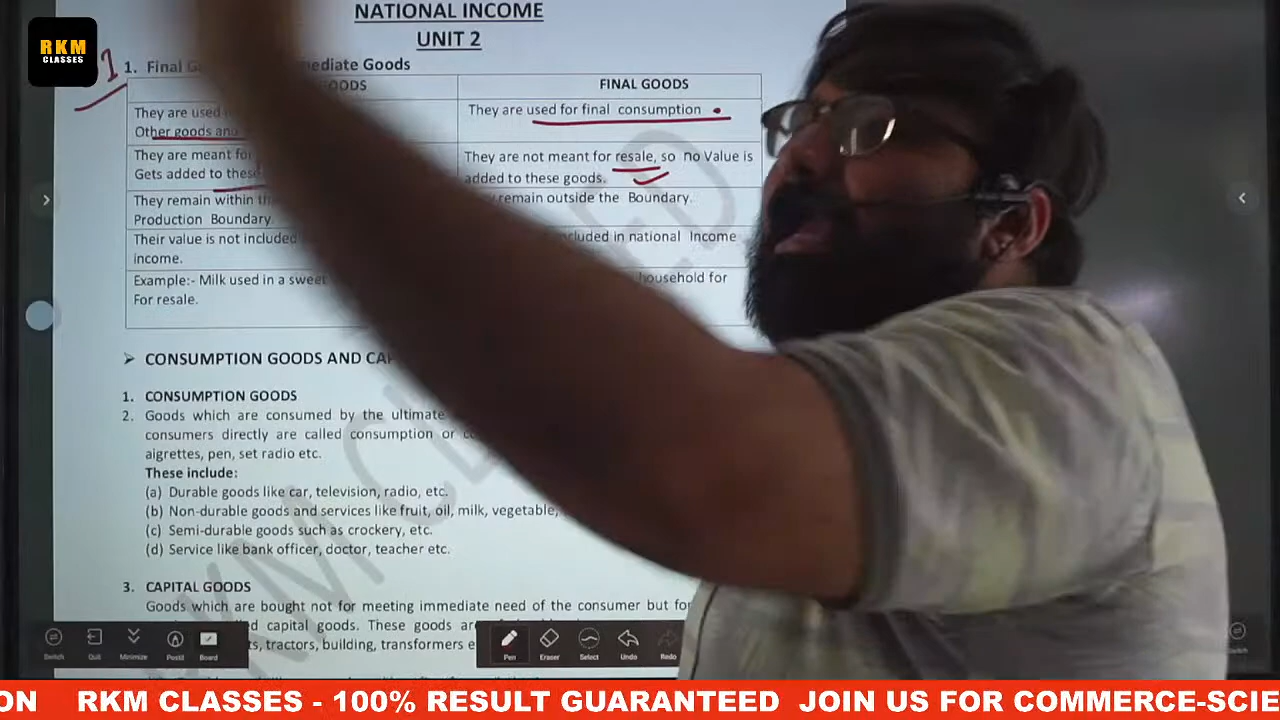 RKM
CLASSES
NATIONAL INCOME
UNIT 2
1
1. Final Goods
GOODS FINAL GOODS
They are used
Other goods and
They are used for final consumption
They are meant for
Gets added to these
They are not meant for resale, so no Value is
added to these goods.
They remain within the
Production Boundary.
remain outside the Boundary.
Their value is not included
income.
included in national Income
Example:- Milk used in a sweet
For resale.
household for
CONSUMPTION GOODS AND
1. CONSUMPTION GOODS
2. Goods which are consumed by the ultimate
consumers directly are called consumption or
aigrettes, pen, set radio etc.
These include:
(a) Durable goods like car, television, radio, etc.
(b) Non-durable goods and services like fruit, oil, milk, vegetable,
(c) Semi-durable goods such as crockery, etc.
(d) Service like bank officer, doctor, teacher etc.
3. CAPITAL GOODS
Goods which are bought not for meeting immediate need of the consumer but for
capital goods. These goods
tractors, building, transformers
Switch Quit Minimize Postil Board Pen Eraser Select Undo Redo Switch
ON RKM CLASSES - 100% RESULT GUARANTEED JOIN US FOR COMMERCE-SCIE